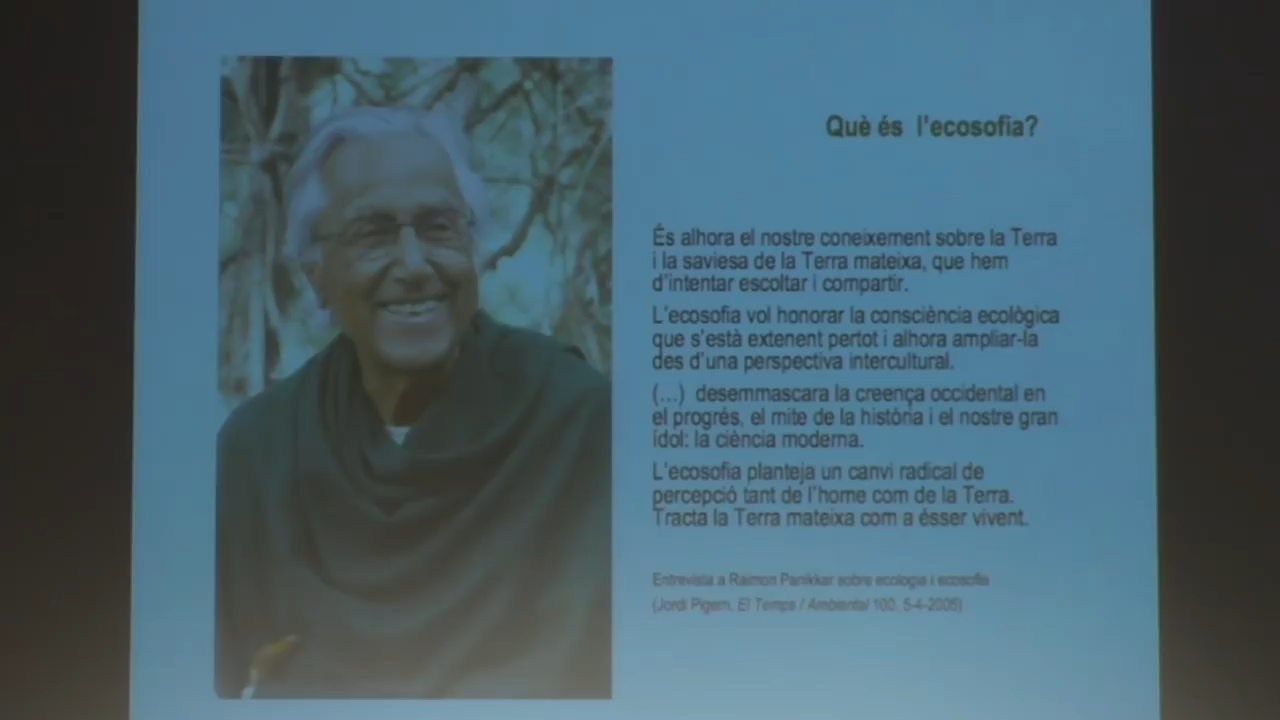 Què és l'ecosofia?
És alhora el nostre coneixement sobre la Terra
i la saviesa de la Terra mateixa, que hem
d'intentar escoltar i compartir.
L'ecosofia vol honorar la consciència ecològica
que s'està extenent pertot i alhora ampliar-la
des d'una perspectiva intercultural.
(...) desemmascara la creença occidental en
el progrés, el mite de la història i el nostre gran
ídol: la ciència moderna.
L'ecosofia planteja un canvi radical de
percepció tant de l'home com de la Terra.
Tracta la Terra mateixa com a ésser vivent.
Entrevista a Raimon Panikkar sobre ecologia i ecosofia
(Jordi Pigem, El Temps / Ambiental 100,